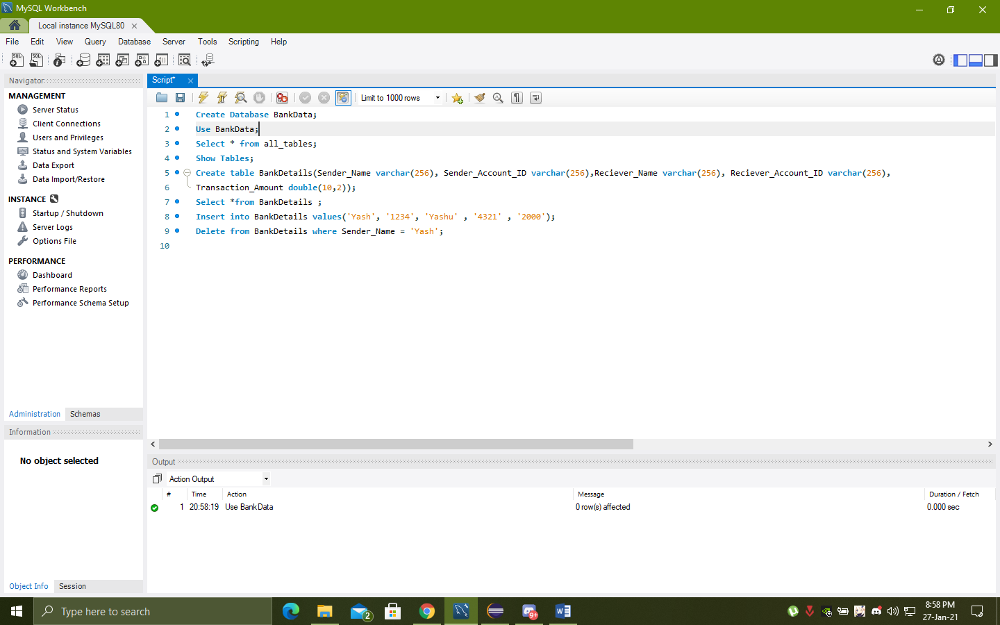 MySQL Workbench
Local instance MySQL80
File Edit View Query Database Server Tools Scripting Help
Navigator
MANAGEMENT
Server Status
Client Connections
Users and Privileges
Status and System Variables
Data Export
Data Import/Restore
INSTANCE
Startup / Shutdown
Server Logs
Options File
PERFORMANCE
Dashboard
Performance Reports
Performance Schema Setup
Administration Schemas
Information
No object selected
Object Info Session
Script*
Limit to 1000 rows
1 Create Database BankData;
2 Use BankData;
3 Select * from all_tables;
4 Show Tables;
5 Create table BankDetails(Sender_Name varchar(256), Sender_Account_ID varchar(256),Reciever_Name varchar(256), Reciever_Account_ID varchar(256),
6 Transaction_Amount double(10,2));
7 Select *from BankDetails ;
8 Insert into BankDetails values('Yash', '1234', 'Yashu' , '4321' , '2000');
9 Delete from BankDetails where Sender_Name = 'Yash';
10
Output
Action Output
# Time Action Message Duration / Fetch
1 20:58:19 Use BankData 0 row(s) affected 0.000 sec
Type here to search
2
9+
8:58 PM
27-Jan-21